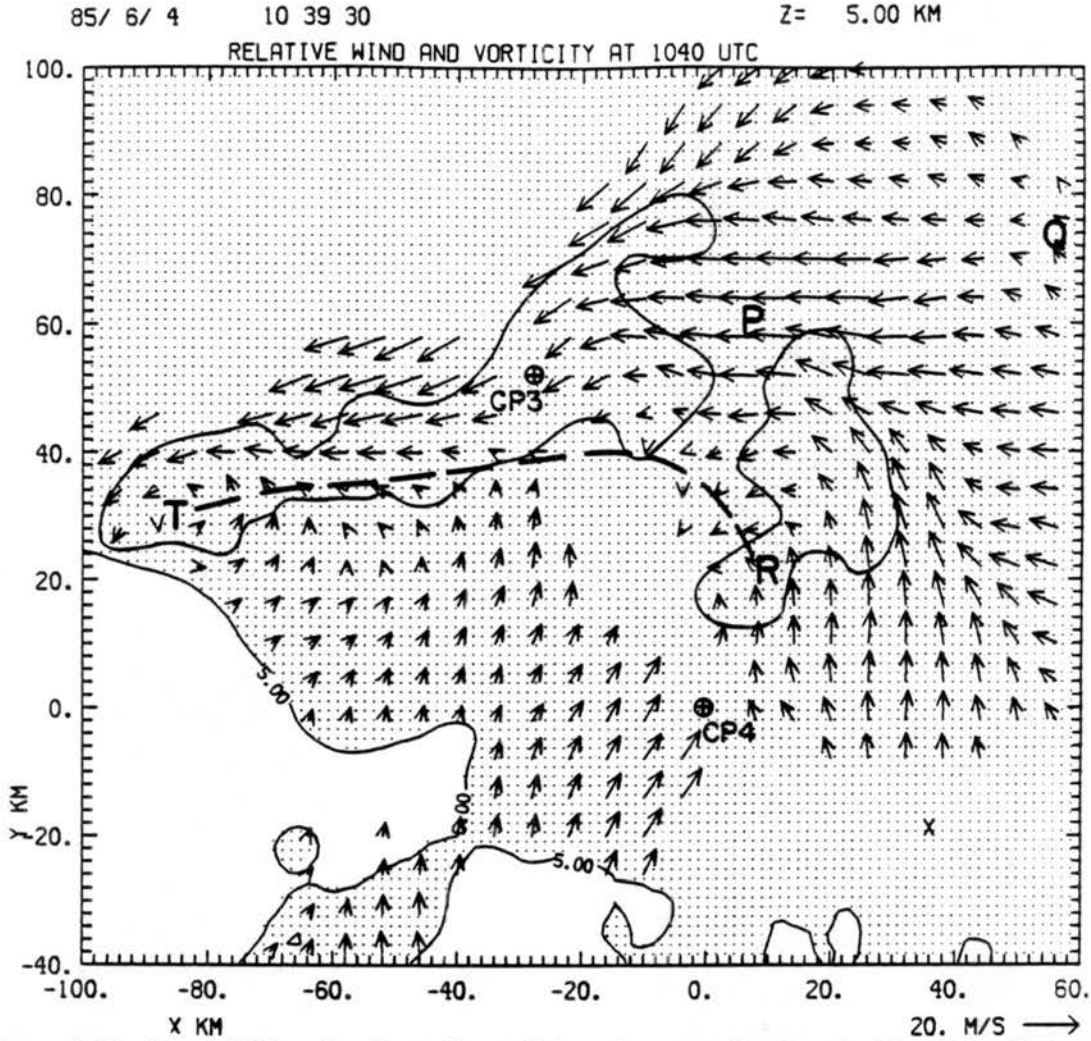 85/ 6/ 4 10 39 30 Z= 5.00 KM
RELATIVE WIND AND VORTICITY AT 1040 UTC
100.
80.
Q
60.
P
CP3
40.
T
R
20.
5.00
0.
CP4
5.00
Y KM
-20.
X
5.00
-40.
-100. -80. -60. -40. -20. 0. 20. 40. 60.
X KM
20. M/S